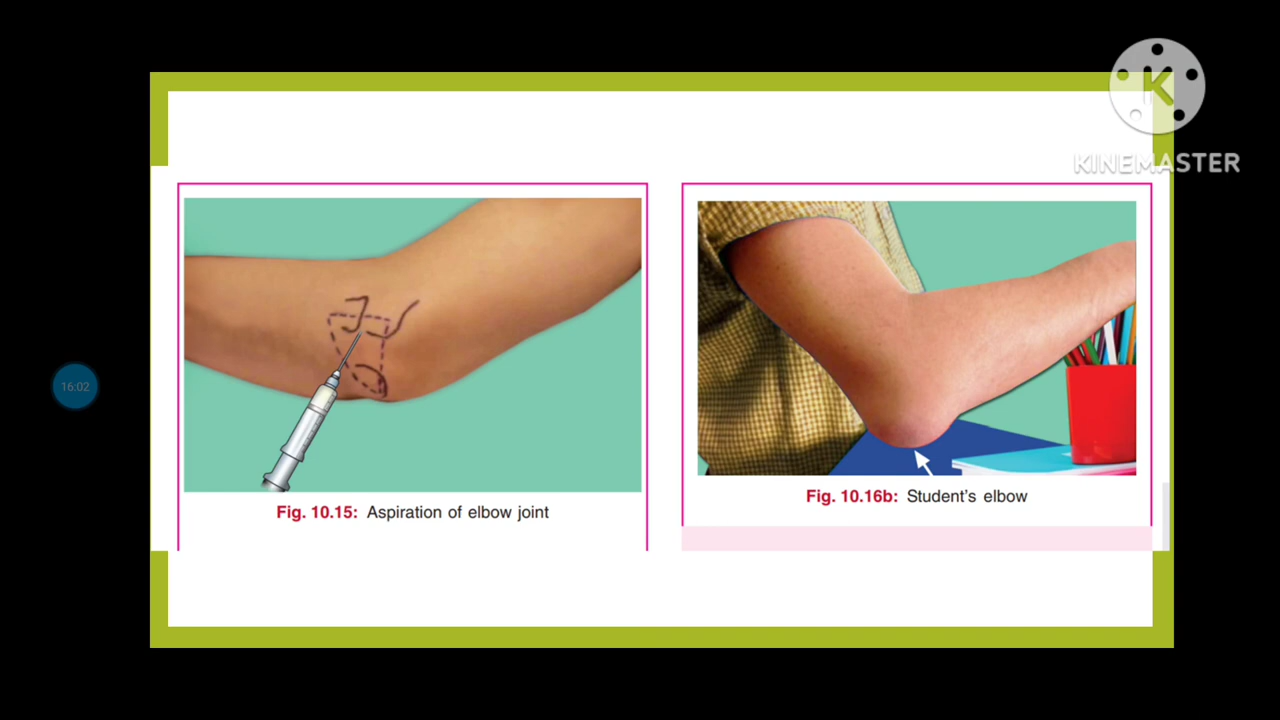 KINEMASTER
16:02
Fig. 10.15: Aspiration of elbow joint
Fig. 10.16b: Student's elbow